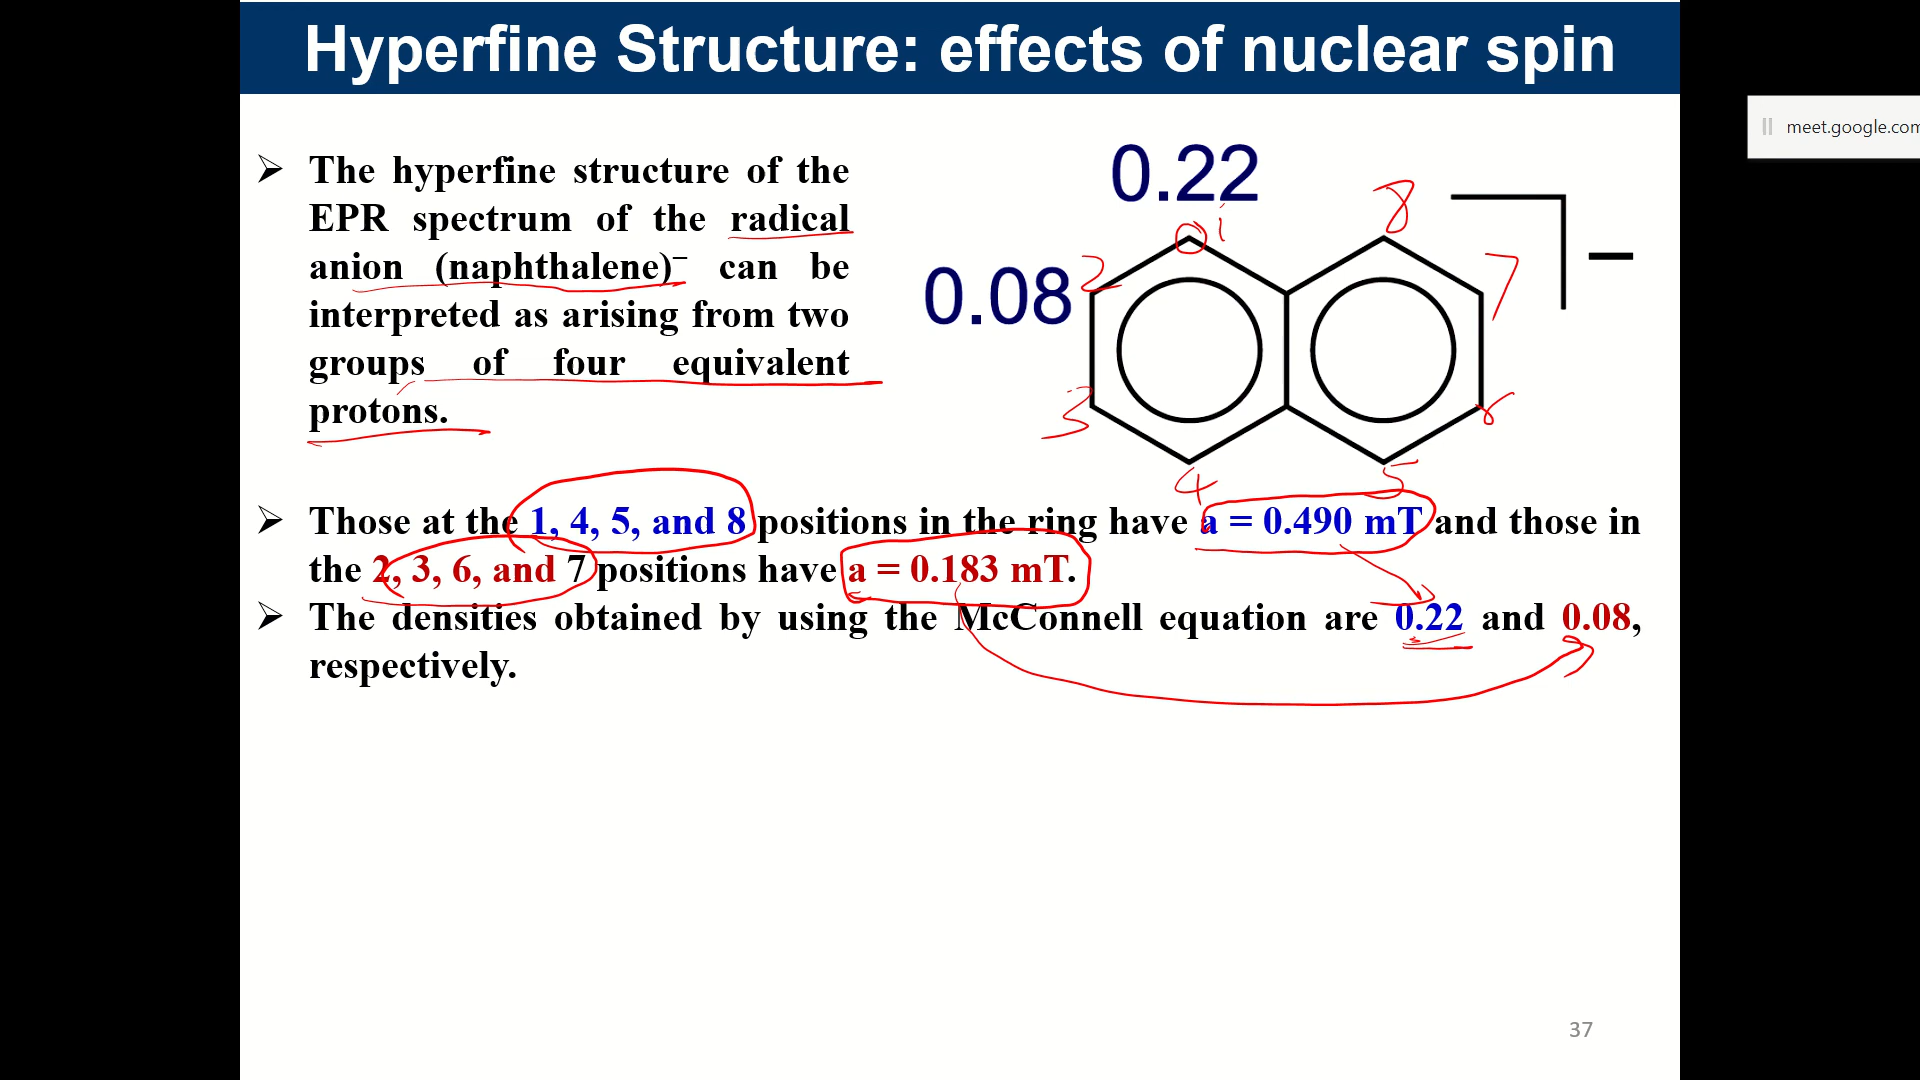 Hyperfine Structure: effects of nuclear spin
meet.google.com
➢ The hyperfine structure of the
EPR spectrum of the radical
anion (naphthalene)⁻ can be
interpreted as arising from two
groups of four equivalent
protons.
0.22
0.08
1
8
2
7
3
6
4
5
–
➢ Those at the 1, 4, 5, and 8 positions in the ring have a = 0.490 mT and those in
the 2, 3, 6, and 7 positions have a = 0.183 mT.
➢ The densities obtained by using the McConnell equation are 0.22 and 0.08,
respectively.
37